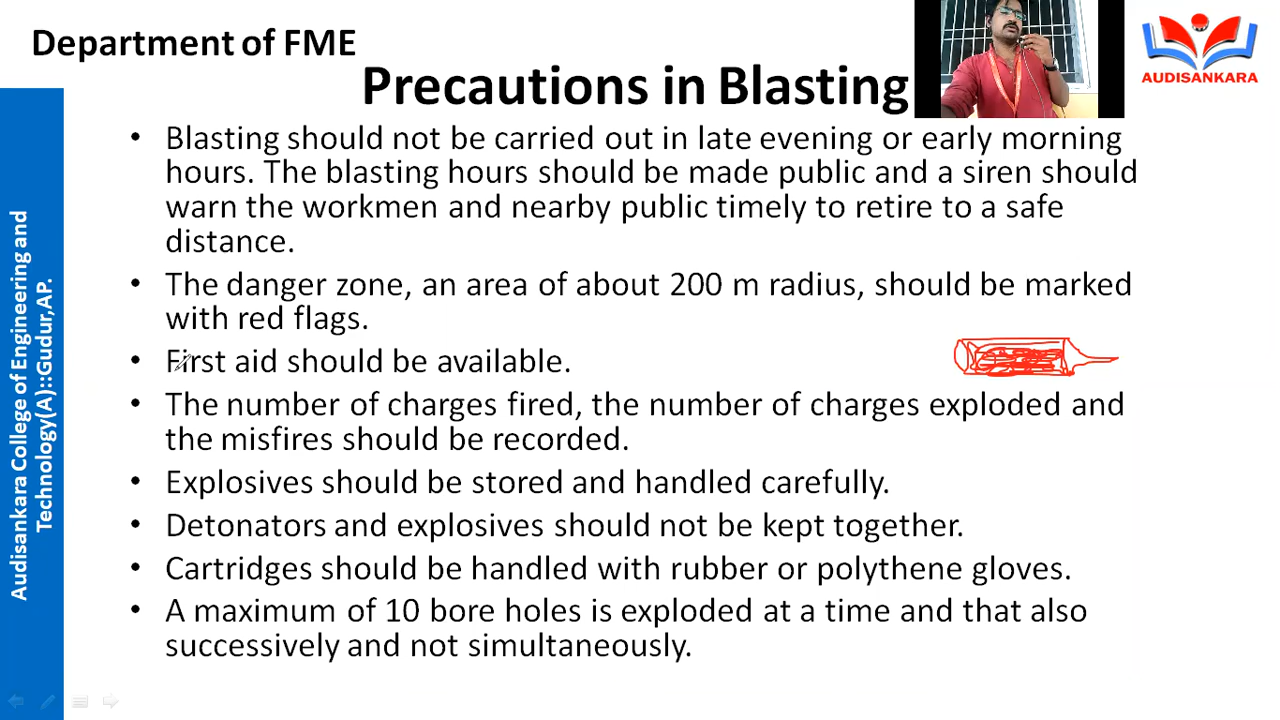 Department of FME
AUDISANKARA
Precautions in Blasting
Audisankara College of Engineering and
Technology(A)::Gudur,AP.
• Blasting should not be carried out in late evening or early morning
hours. The blasting hours should be made public and a siren should
warn the workmen and nearby public timely to retire to a safe
distance.
• The danger zone, an area of about 200 m radius, should be marked
with red flags.
• First aid should be available.
• The number of charges fired, the number of charges exploded and
the misfires should be recorded.
• Explosives should be stored and handled carefully.
• Detonators and explosives should not be kept together.
• Cartridges should be handled with rubber or polythene gloves.
• A maximum of 10 bore holes is exploded at a time and that also
successively and not simultaneously.